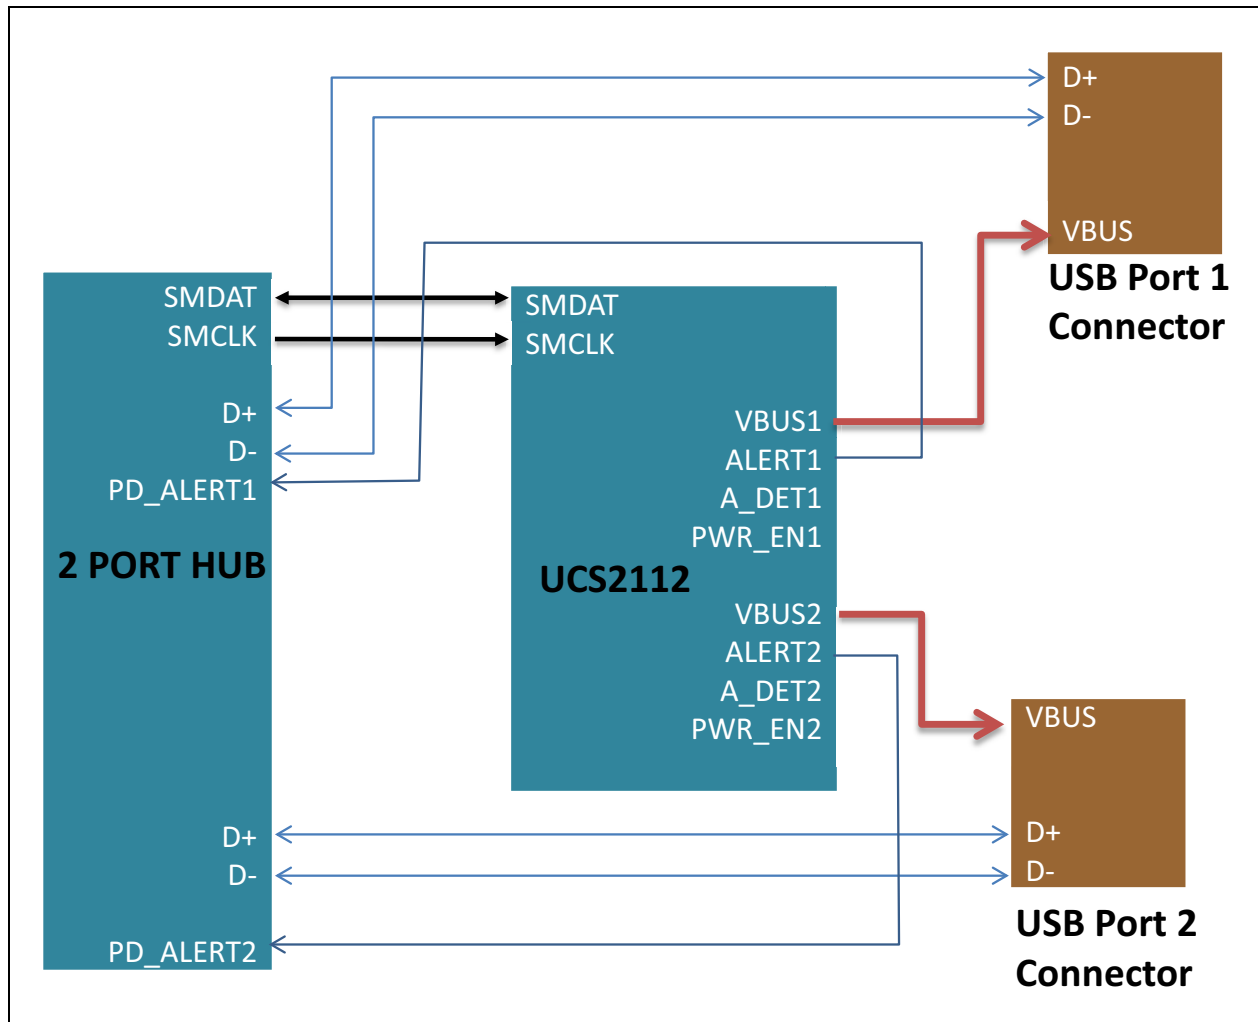 D+
D-
VBUS
USB Port 1
Connector
SMDAT
SMCLK
D+
D-
PD_ALERT1
2 PORT HUB
D+
D-
PD_ALERT2
SMDAT
SMCLK
VBUS1
ALERT1
A_DET1
PWR_EN1
UCS2112
VBUS2
ALERT2
A_DET2
PWR_EN2
VBUS
D+
D-
USB Port 2
Connector